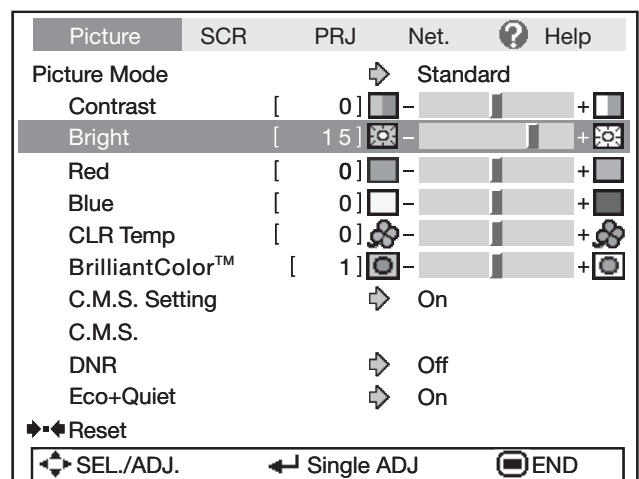 Picture SCR PRJ Net. ? Help
Picture Mode Standard
Contrast [ 0] - +
Bright [ 15] - +
Red [ 0] - +
Blue [ 0] - +
CLR Temp [ 0] - +
BrilliantColor™ [ 1] - +
C.M.S. Setting On
C.M.S.
DNR Off
Eco+Quiet On
Reset
SEL./ADJ. Single ADJ END